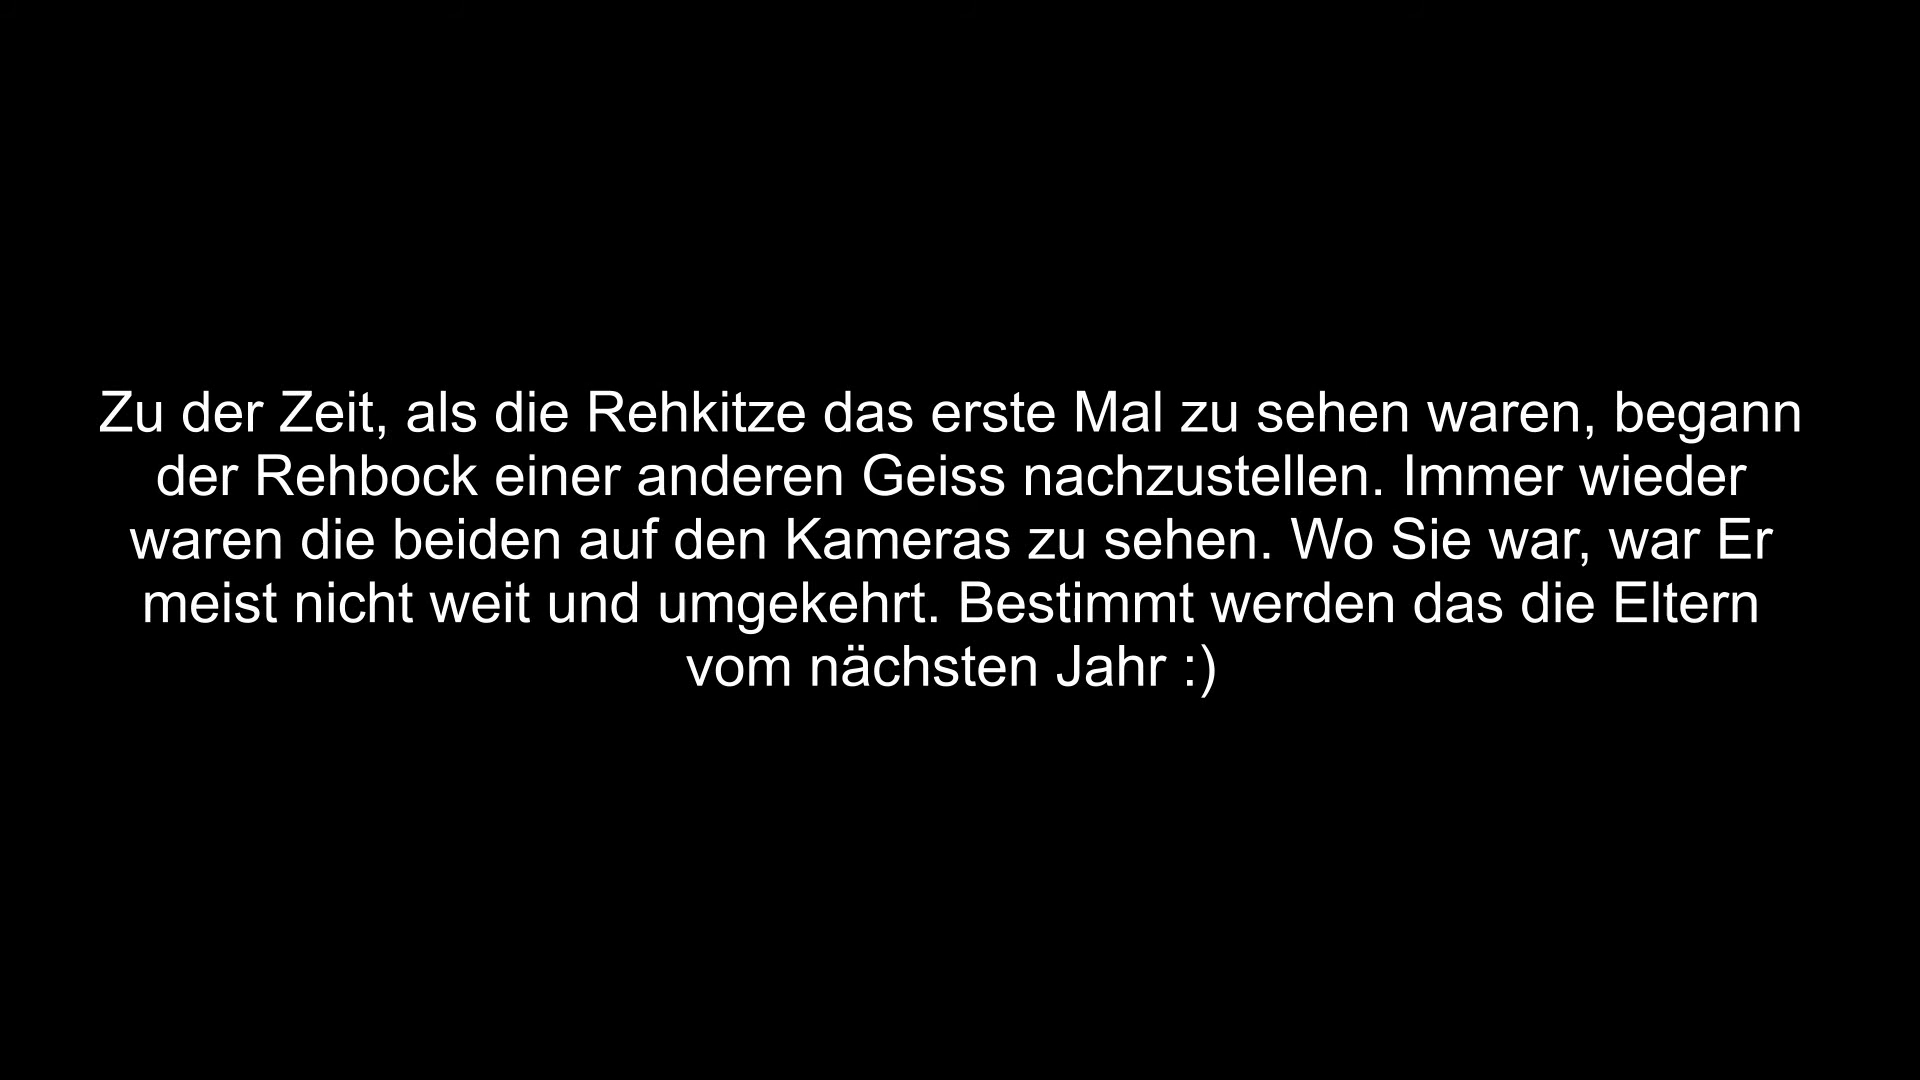 Zu der Zeit, als die Rehkitze das erste Mal zu sehen waren, begann
der Rehbock einer anderen Geiss nachzustellen. Immer wieder
waren die beiden auf den Kameras zu sehen. Wo Sie war, war Er
meist nicht weit und umgekehrt. Bestimmt werden das die Eltern
vom nächsten Jahr :)